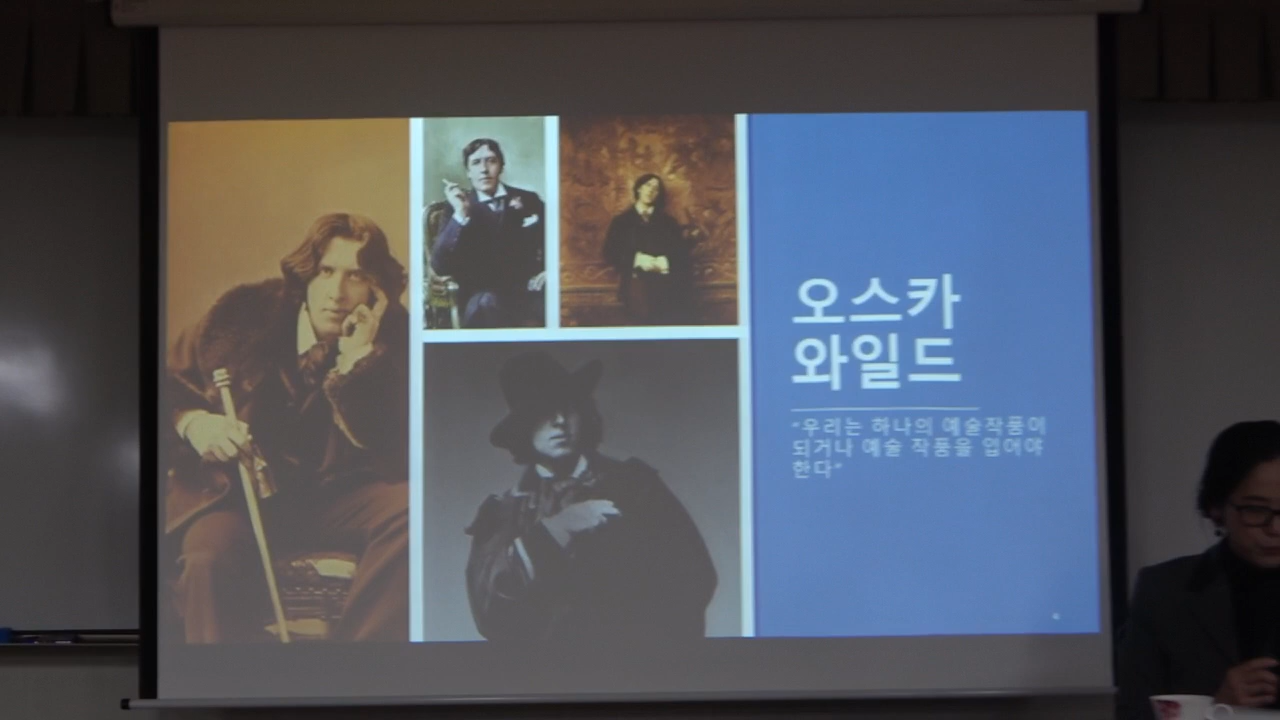 오스카
와일드
"우리는 하나의 예술작품이
되거나 예술 작품을 입어야
한다"